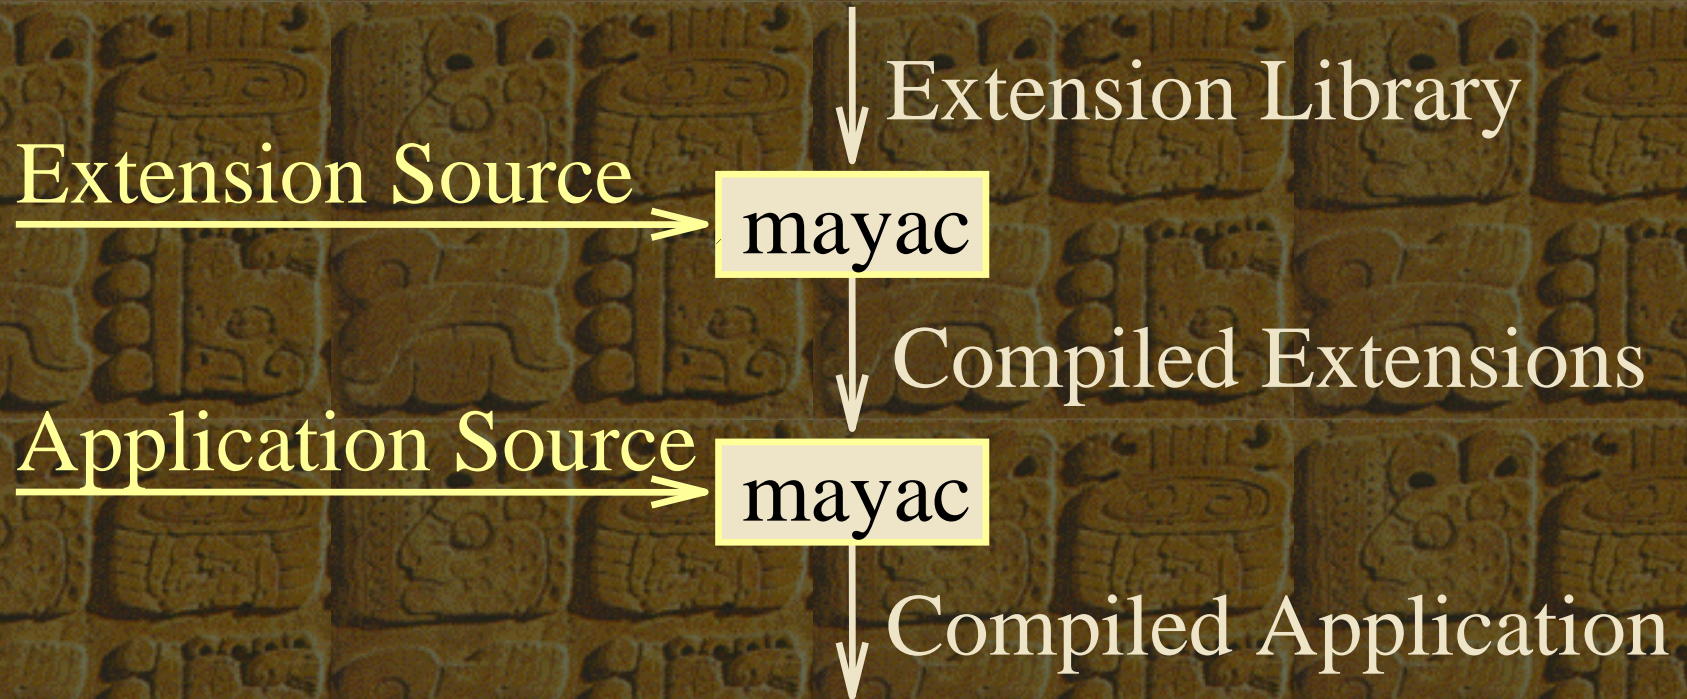 Extension Library
Extension Source
mayac
Compiled Extensions
Application Source
mayac
Compiled Application